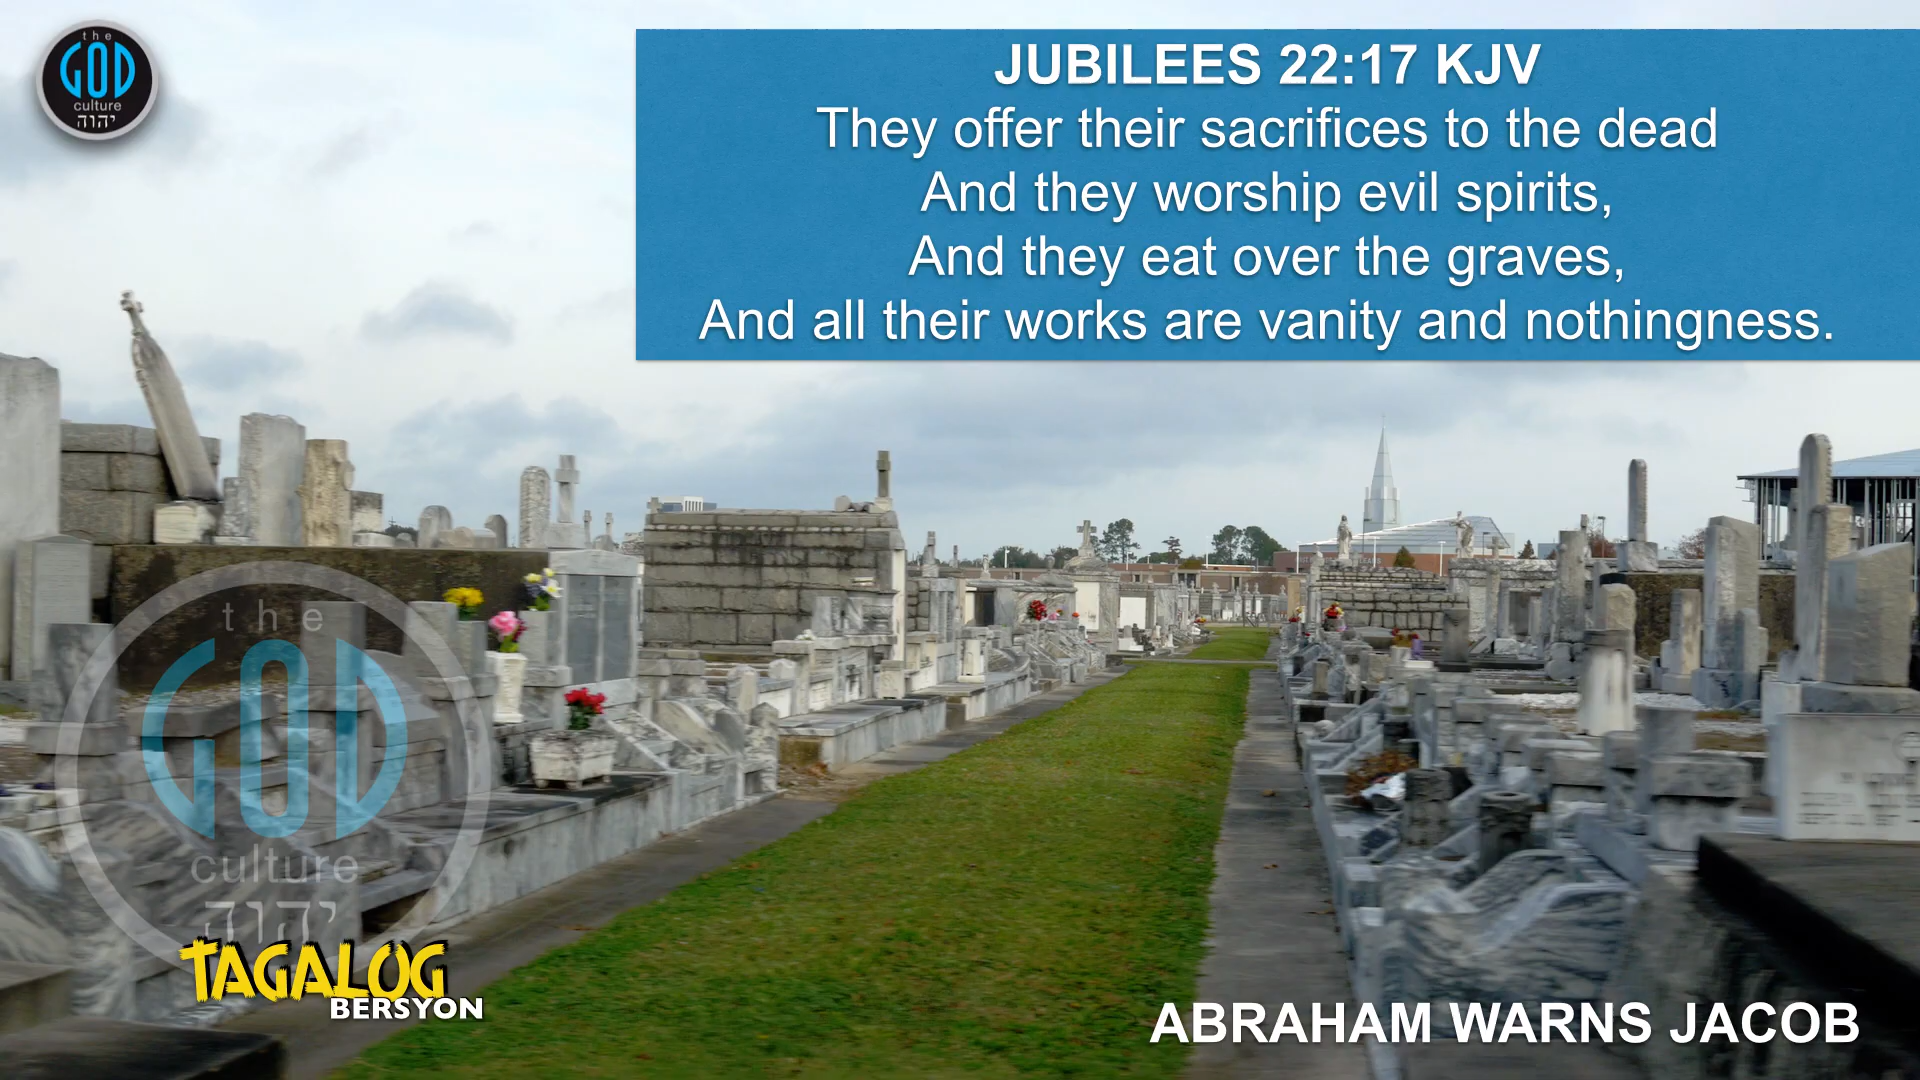 the
GOD
culture
יהוה
JUBILEES 22:17 KJV
They offer their sacrifices to the dead
And they worship evil spirits,
And they eat over the graves,
And all their works are vanity and nothingness.
the
GOD
culture
יהוה
TAGALOG
BERSYON
ABRAHAM WARNS JACOB